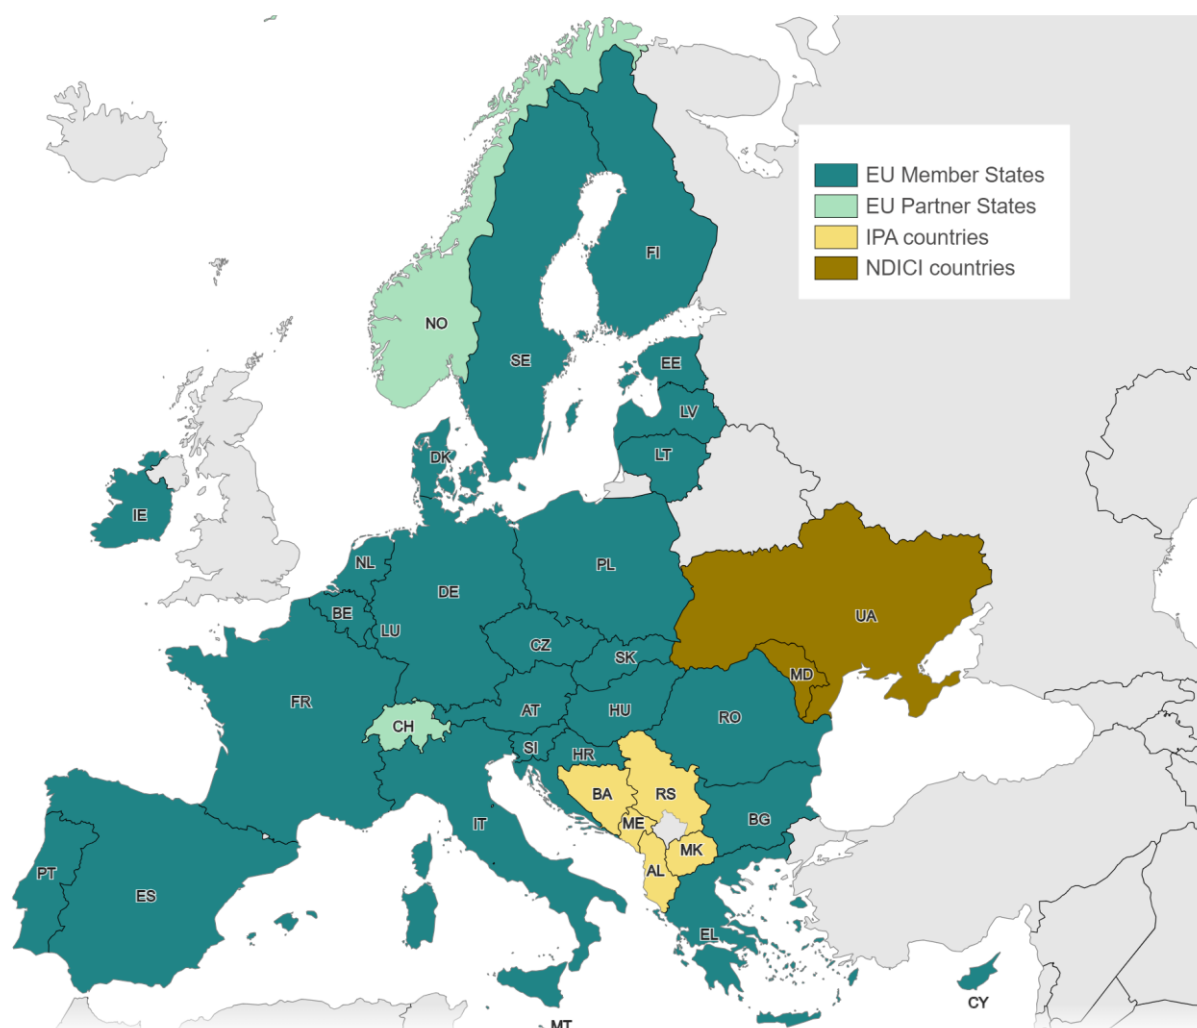 EU Member States
EU Partner States
IPA countries
NDICI countries
FI
NO
SE
EE
LV
LT
DK
IE
NL
PL
DE
BE
UA
LU
CZ
SK
MD
FR
AT
HU
RO
CH
SI
HR
BA
RS
IT
ME
BG
MK
PT
AL
ES
EL
CY
MT